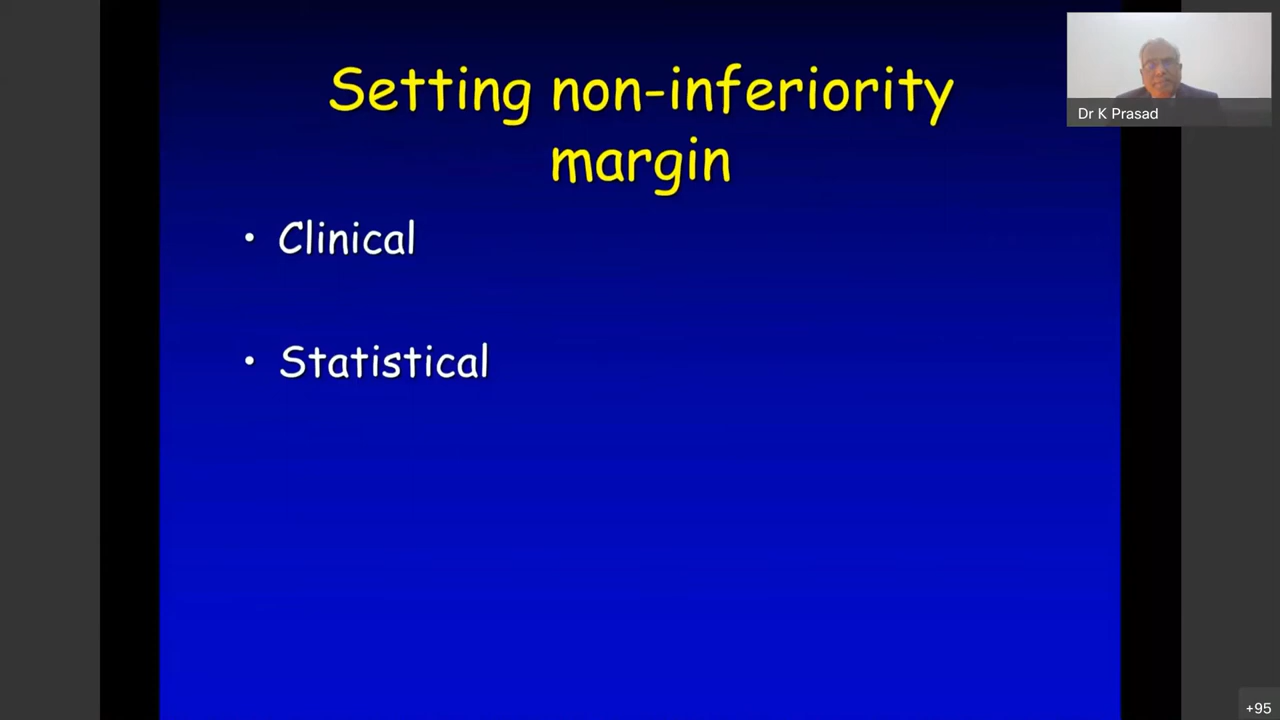 Setting non-inferiority
margin
• Clinical
• Statistical
Dr K Prasad
+95